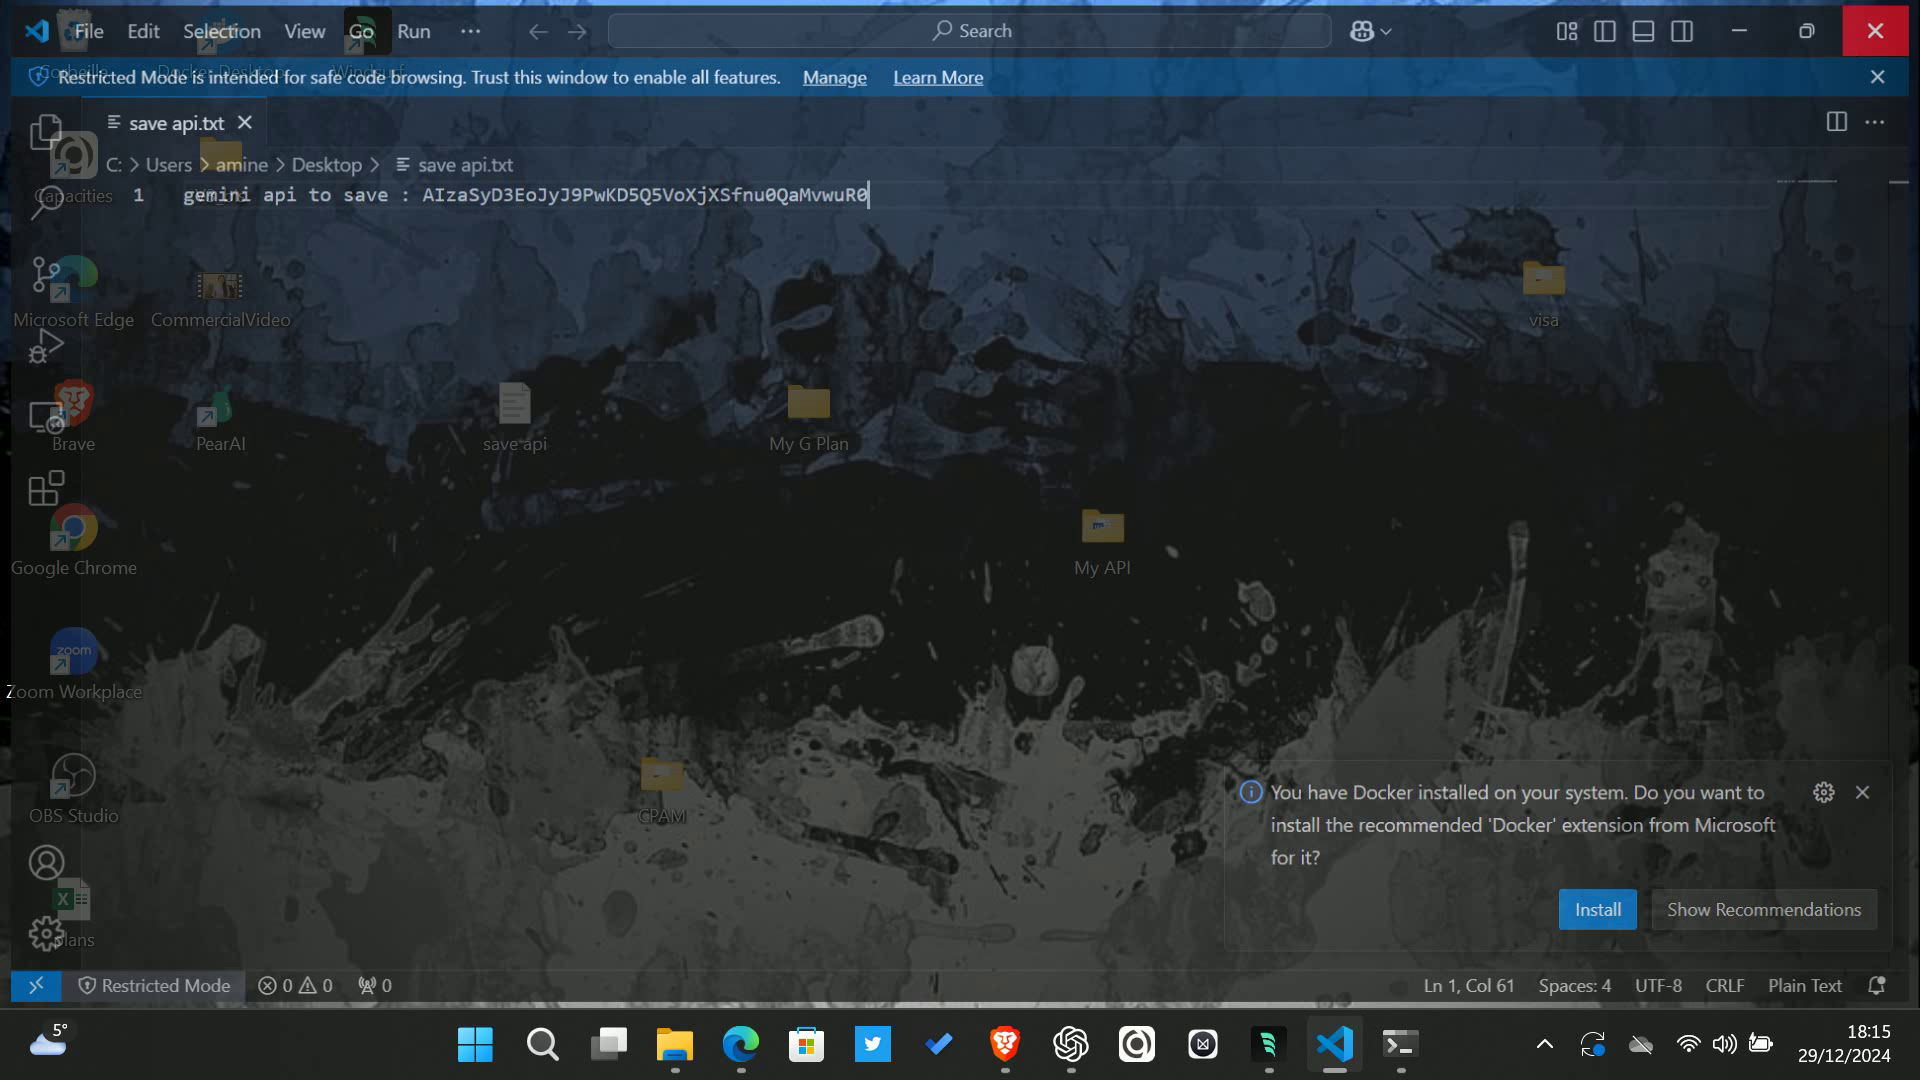 File Edit Selection View Go Run
Search
Corbeille Docker Desktop Windsurf
Restricted Mode is intended for safe code browsing. Trust this window to enable all features. Manage Learn More
save api.txt
C: > Users > amine > Desktop > save api.txt
Capacities
1 gemini api to save : AIzaSyD3EoJyJ9PwKD5Q5VoXjXSfnu0QaMvwuR0
Microsoft Edge
CommercialVideo
visa
Brave
PearAI
save api
My G Plan
Google Chrome
My API
zoom
Zoom Workplace
OBS Studio
CPAM
You have Docker installed on your system. Do you want to
install the recommended 'Docker' extension from Microsoft
for it?
Install
Show Recommendations
plans
Restricted Mode
0 0
0
Ln 1, Col 61
Spaces: 4
UTF-8
CRLF
Plain Text
5°
18:15
29/12/2024